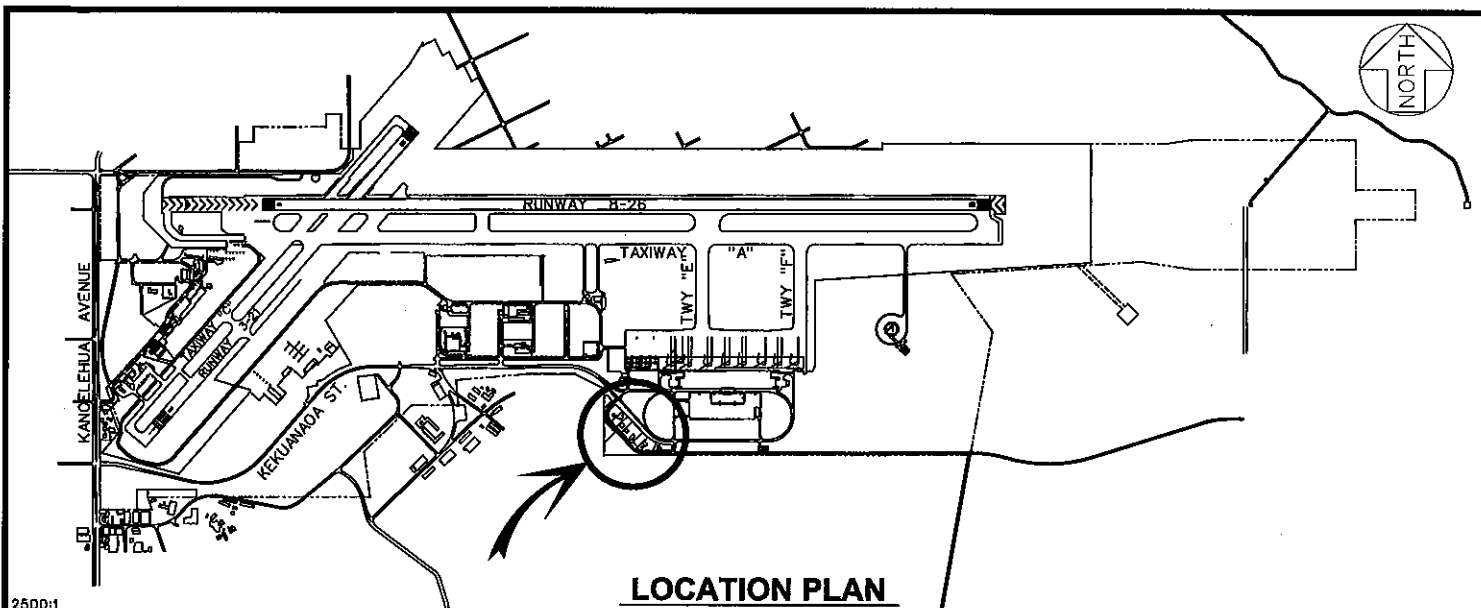 NORTH
RUNWAY 8-26
TAXIWAY "A"
TWY "E"
TWY "F"
KANOELEHUA AVENUE
TAXIWAY "C"
RUNWAY 3-21
KEKUANAOA ST.
LOCATION PLAN
2500:1